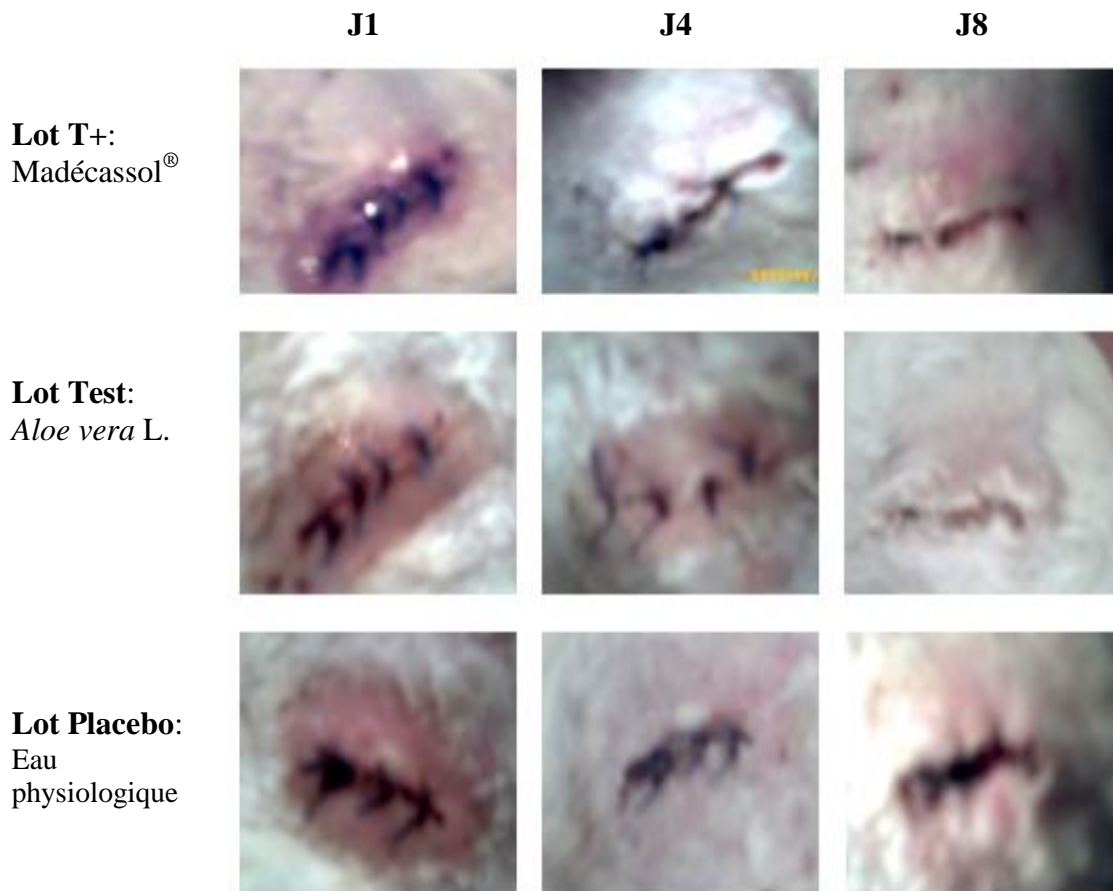 J1 J4 J8
Lot T+:
Madécassol®
Lot Test:
Aloe vera L.
Lot Placebo:
Eau
physiologique